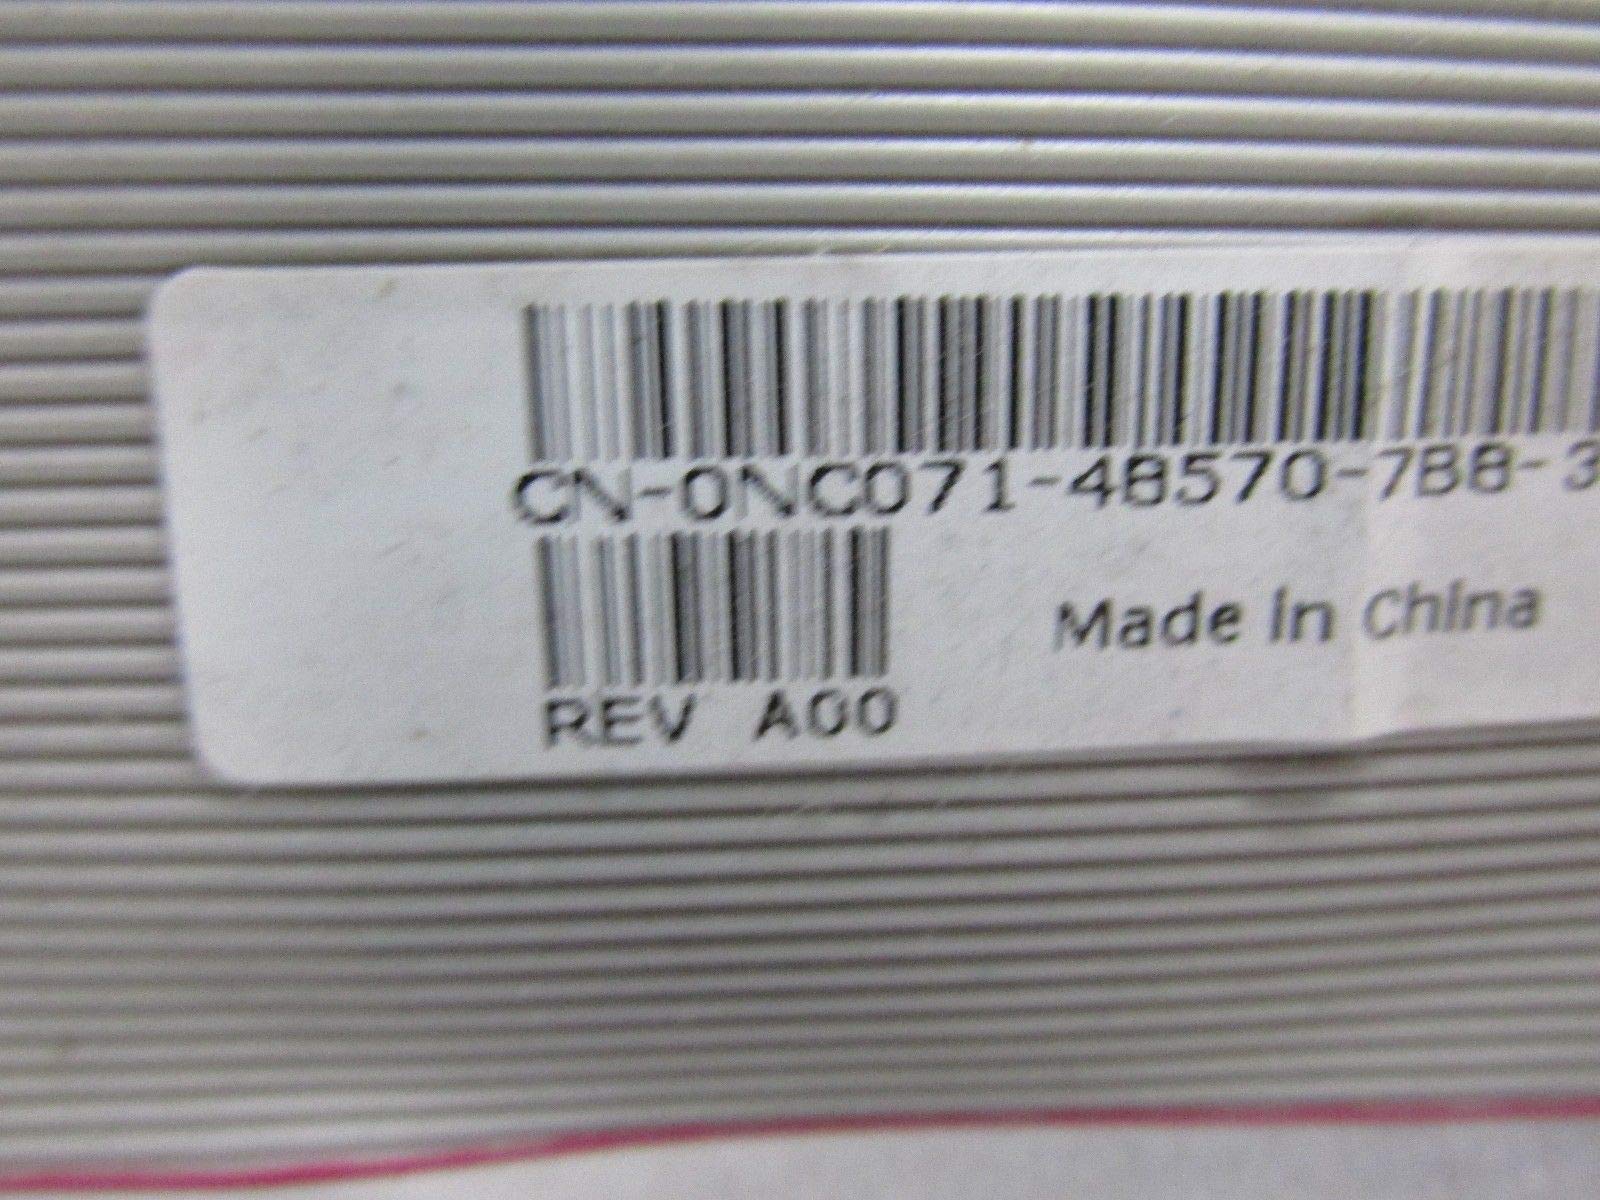 CN-0NC071-48570-7B8-3
REV A00
Made in China